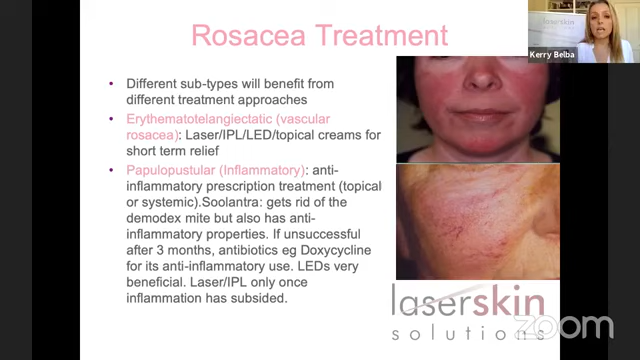 Rosacea Treatment
laserskin
Kerry Belba
• Different sub-types will benefit from
different treatment approaches
• Erythematotelangiectatic (vascular
rosacea): Laser/IPL/LED/topical creams for
short term relief
• Papulopustular (Inflammatory): anti-
inflammatory prescription treatment (topical
or systemic).Soolantra: gets rid of the
demodex mite but also has anti-
inflammatory properties. If unsuccessful
after 3 months, antibiotics eg Doxycycline
for its anti-inflammatory use. LEDs very
beneficial. Laser/IPL only once
inflammation has subsided.
laserskin
solutions
zoom